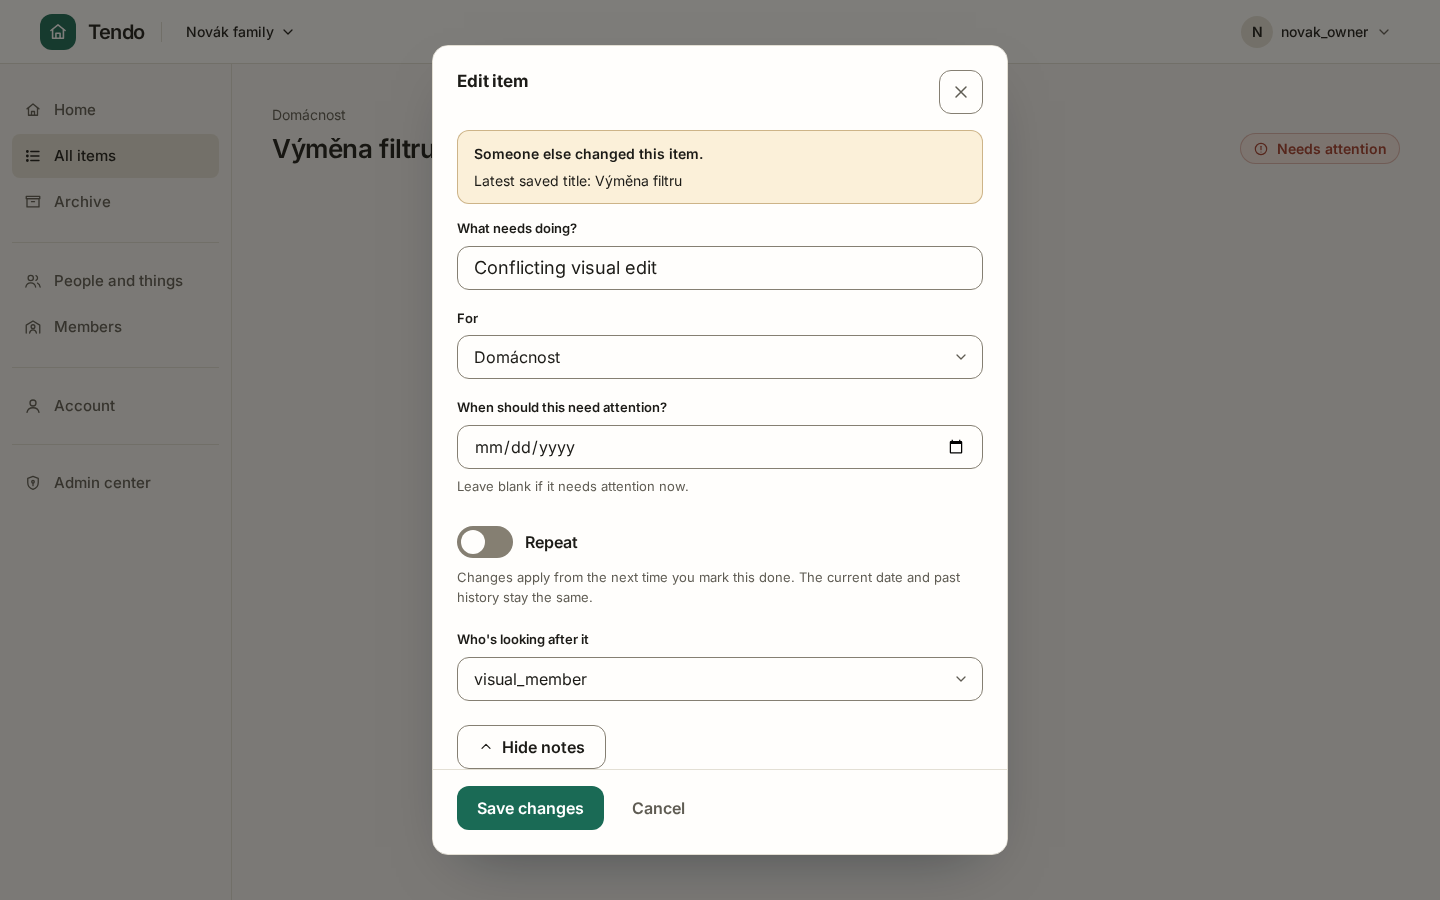 Tendo
Novák family
N
novak_owner
Home
All items
Archive
People and things
Members
Account
Admin center
Domácnost
Výměna filtru
Needs attention
Edit item
Someone else changed this item.
Latest saved title: Výměna filtru
What needs doing?
Conflicting visual edit
For
Domácnost
When should this need attention?
mm/dd/yyyy
Leave blank if it needs attention now.
Repeat
Changes apply from the next time you mark this done. The current date and past
history stay the same.
Who's looking after it
visual_member
Hide notes
Save changes
Cancel